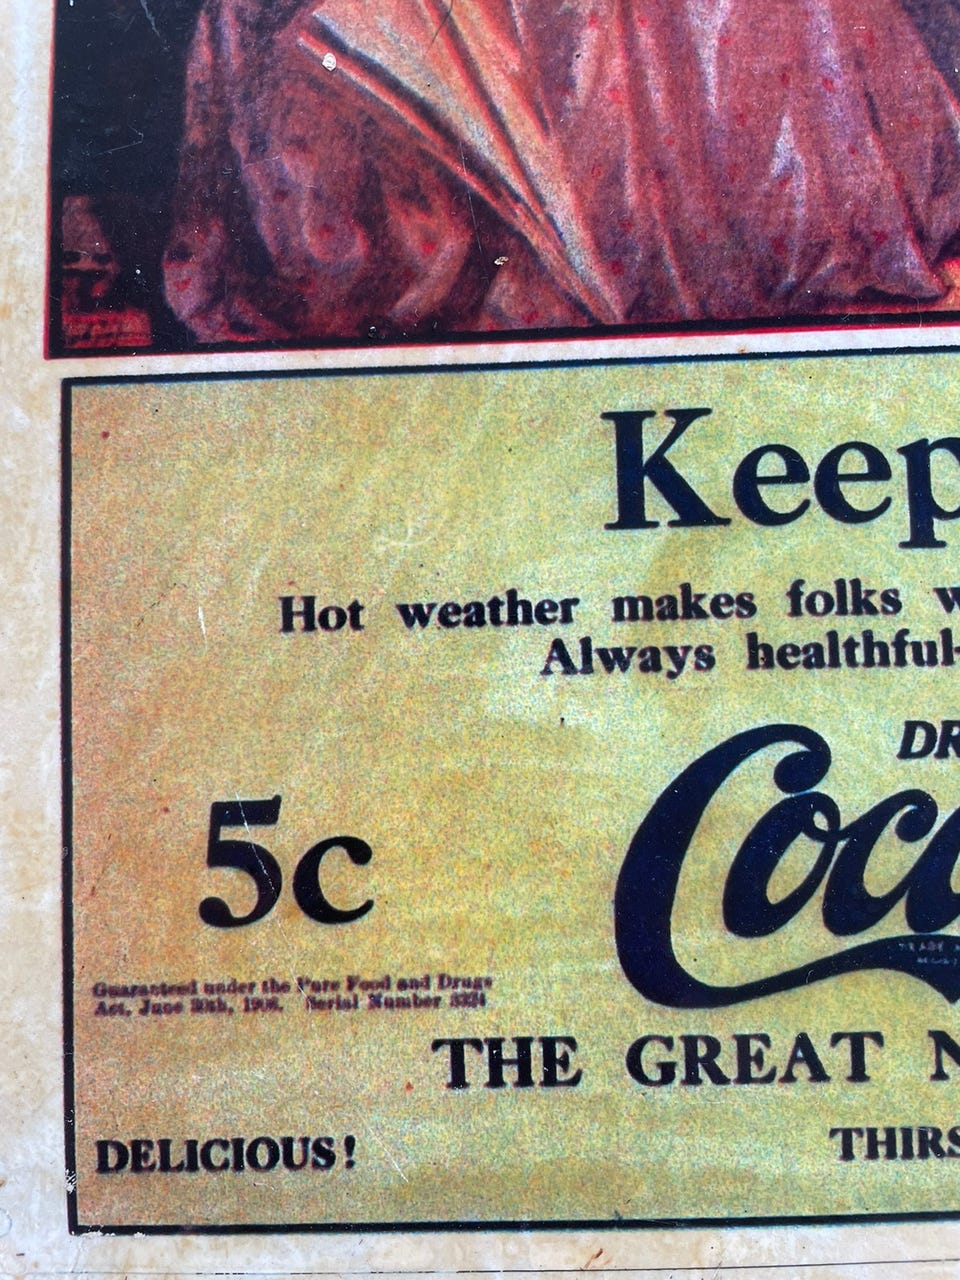 Keep
Hot weather makes folks w
Always healthful-
DR
Coca
5c
TRADE
Guaranteed under the Pure Food and Drugs
Act, June 30th, 1906. Serial Number
THE GREAT N
DELICIOUS!
THIRS